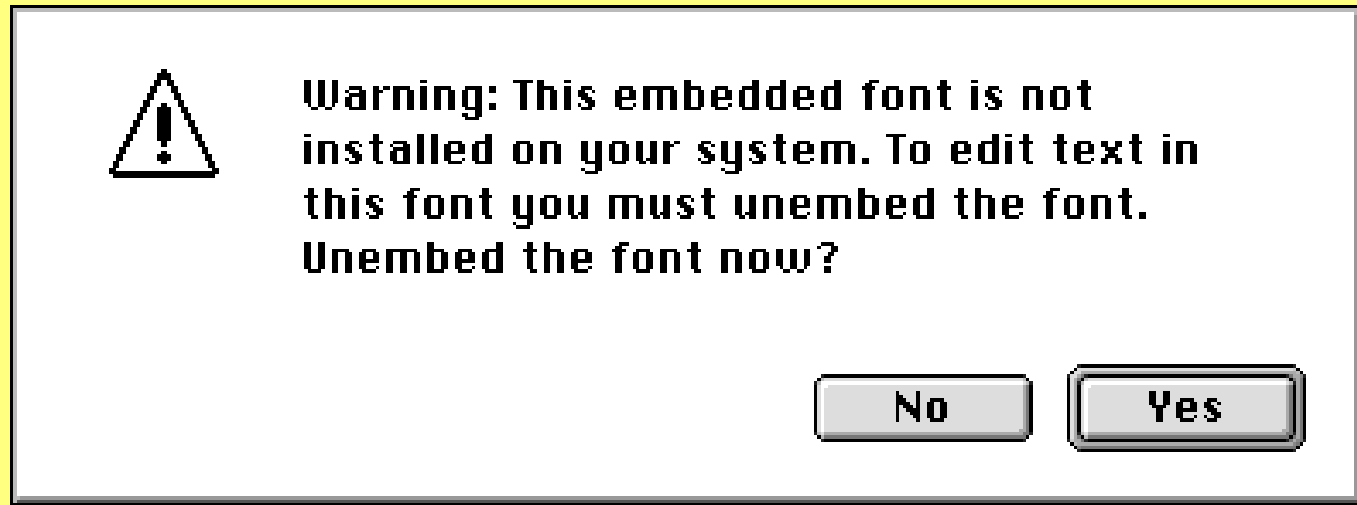 Warning: This embedded font is not
installed on your system. To edit text in
this font you must unembed the font.
Unembed the font now?
No
Yes